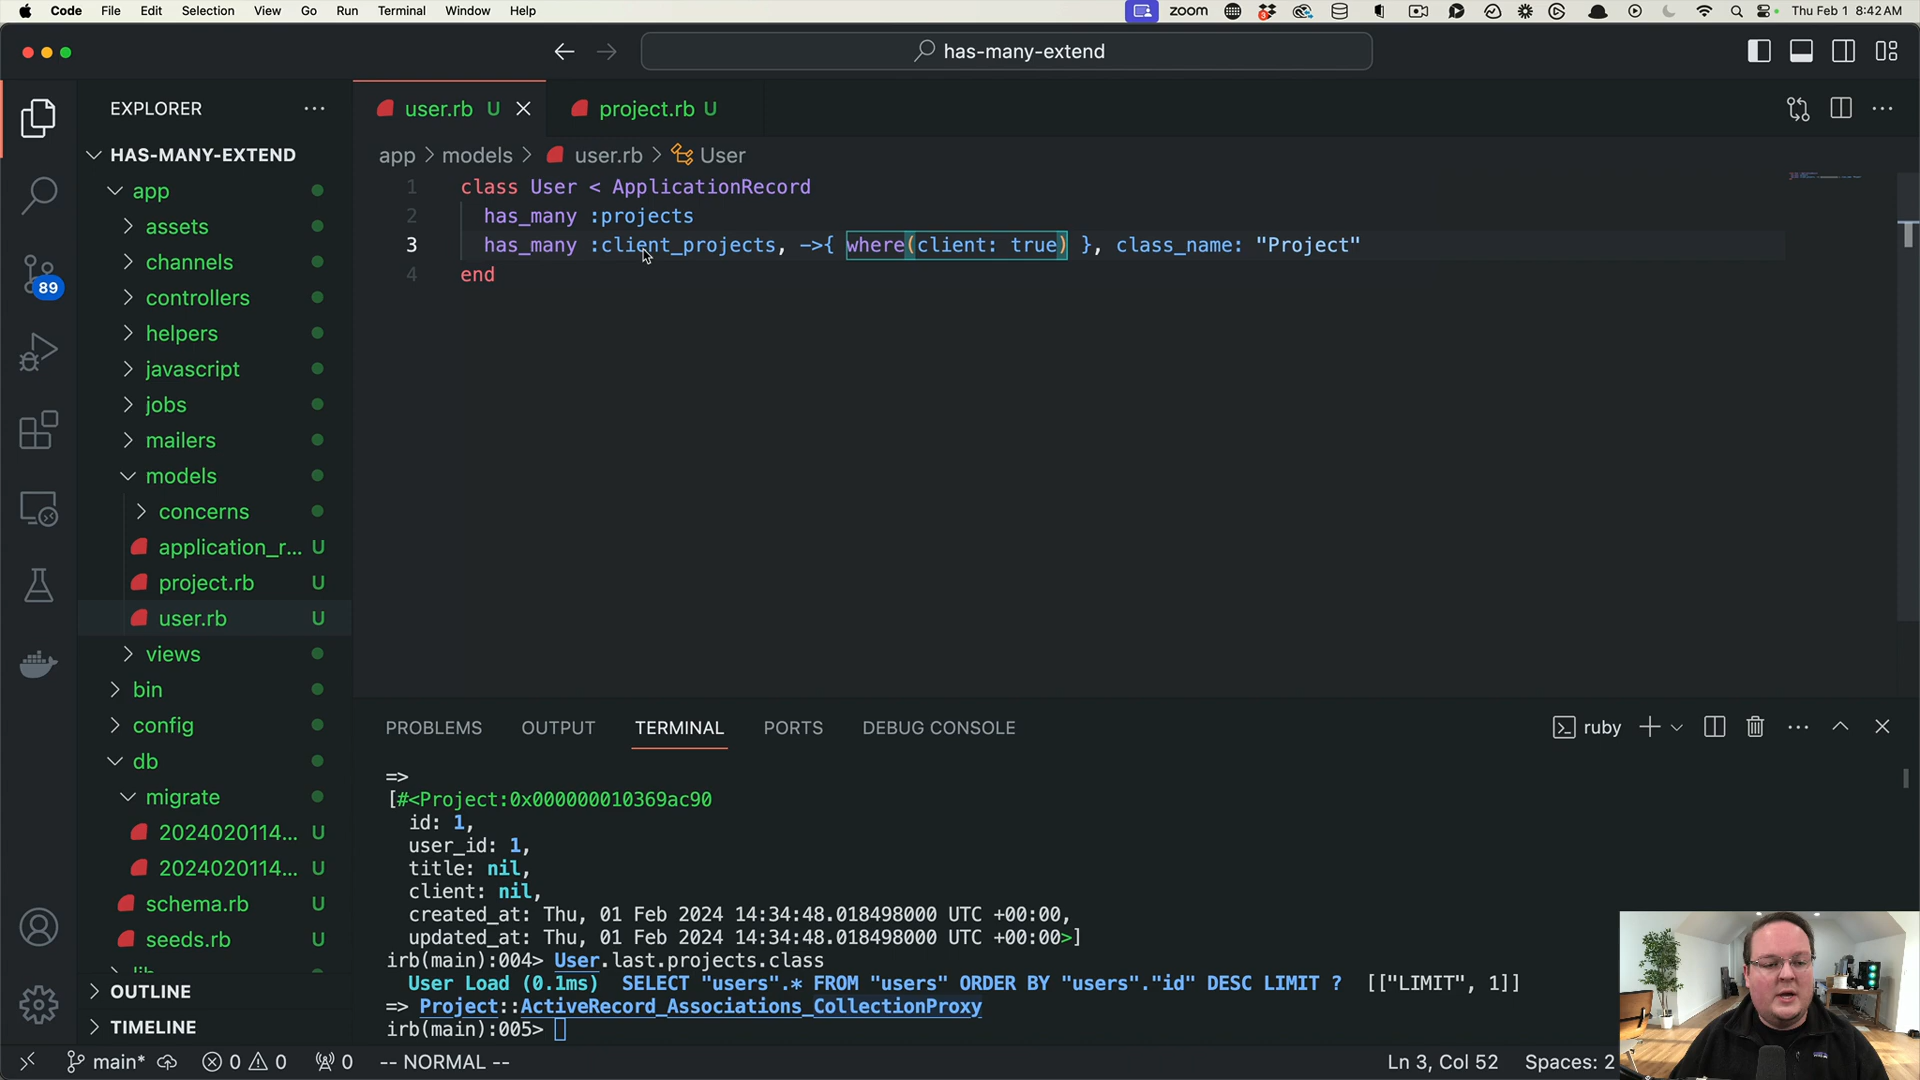 Code File Edit Selection View Go Run Terminal Window Help zoom Thu Feb 1 8:42 AM
has-many-extend
EXPLORER
user.rb U
project.rb U
HAS-MANY-EXTEND
app > models > user.rb > User
app
assets
channels
controllers
helpers
javascript
jobs
mailers
models
concerns
application_r... U
project.rb U
user.rb U
views
bin
config
db
migrate
2024020114... U
2024020114... U
schema.rb U
seeds.rb U
lib
OUTLINE
TIMELINE
89
1 class User < ApplicationRecord
2 has_many :projects
3 has_many :client_projects, ->{ where(client: true) }, class_name: "Project"
4 end
PROBLEMS OUTPUT TERMINAL PORTS DEBUG CONSOLE
ruby
=>
[#<Project:0x000000010369ac90
id: 1,
user_id: 1,
title: nil,
client: nil,
created_at: Thu, 01 Feb 2024 14:34:48.018498000 UTC +00:00,
updated_at: Thu, 01 Feb 2024 14:34:48.018498000 UTC +00:00>]
irb(main):004> User.last.projects.class
User Load (0.1ms) SELECT "users".* FROM "users" ORDER BY "users"."id" DESC LIMIT ? [["LIMIT", 1]]
=> Project::ActiveRecord_Associations_CollectionProxy
irb(main):005>
main* 0 0 0 -- NORMAL -- Ln 3, Col 52 Spaces: 2